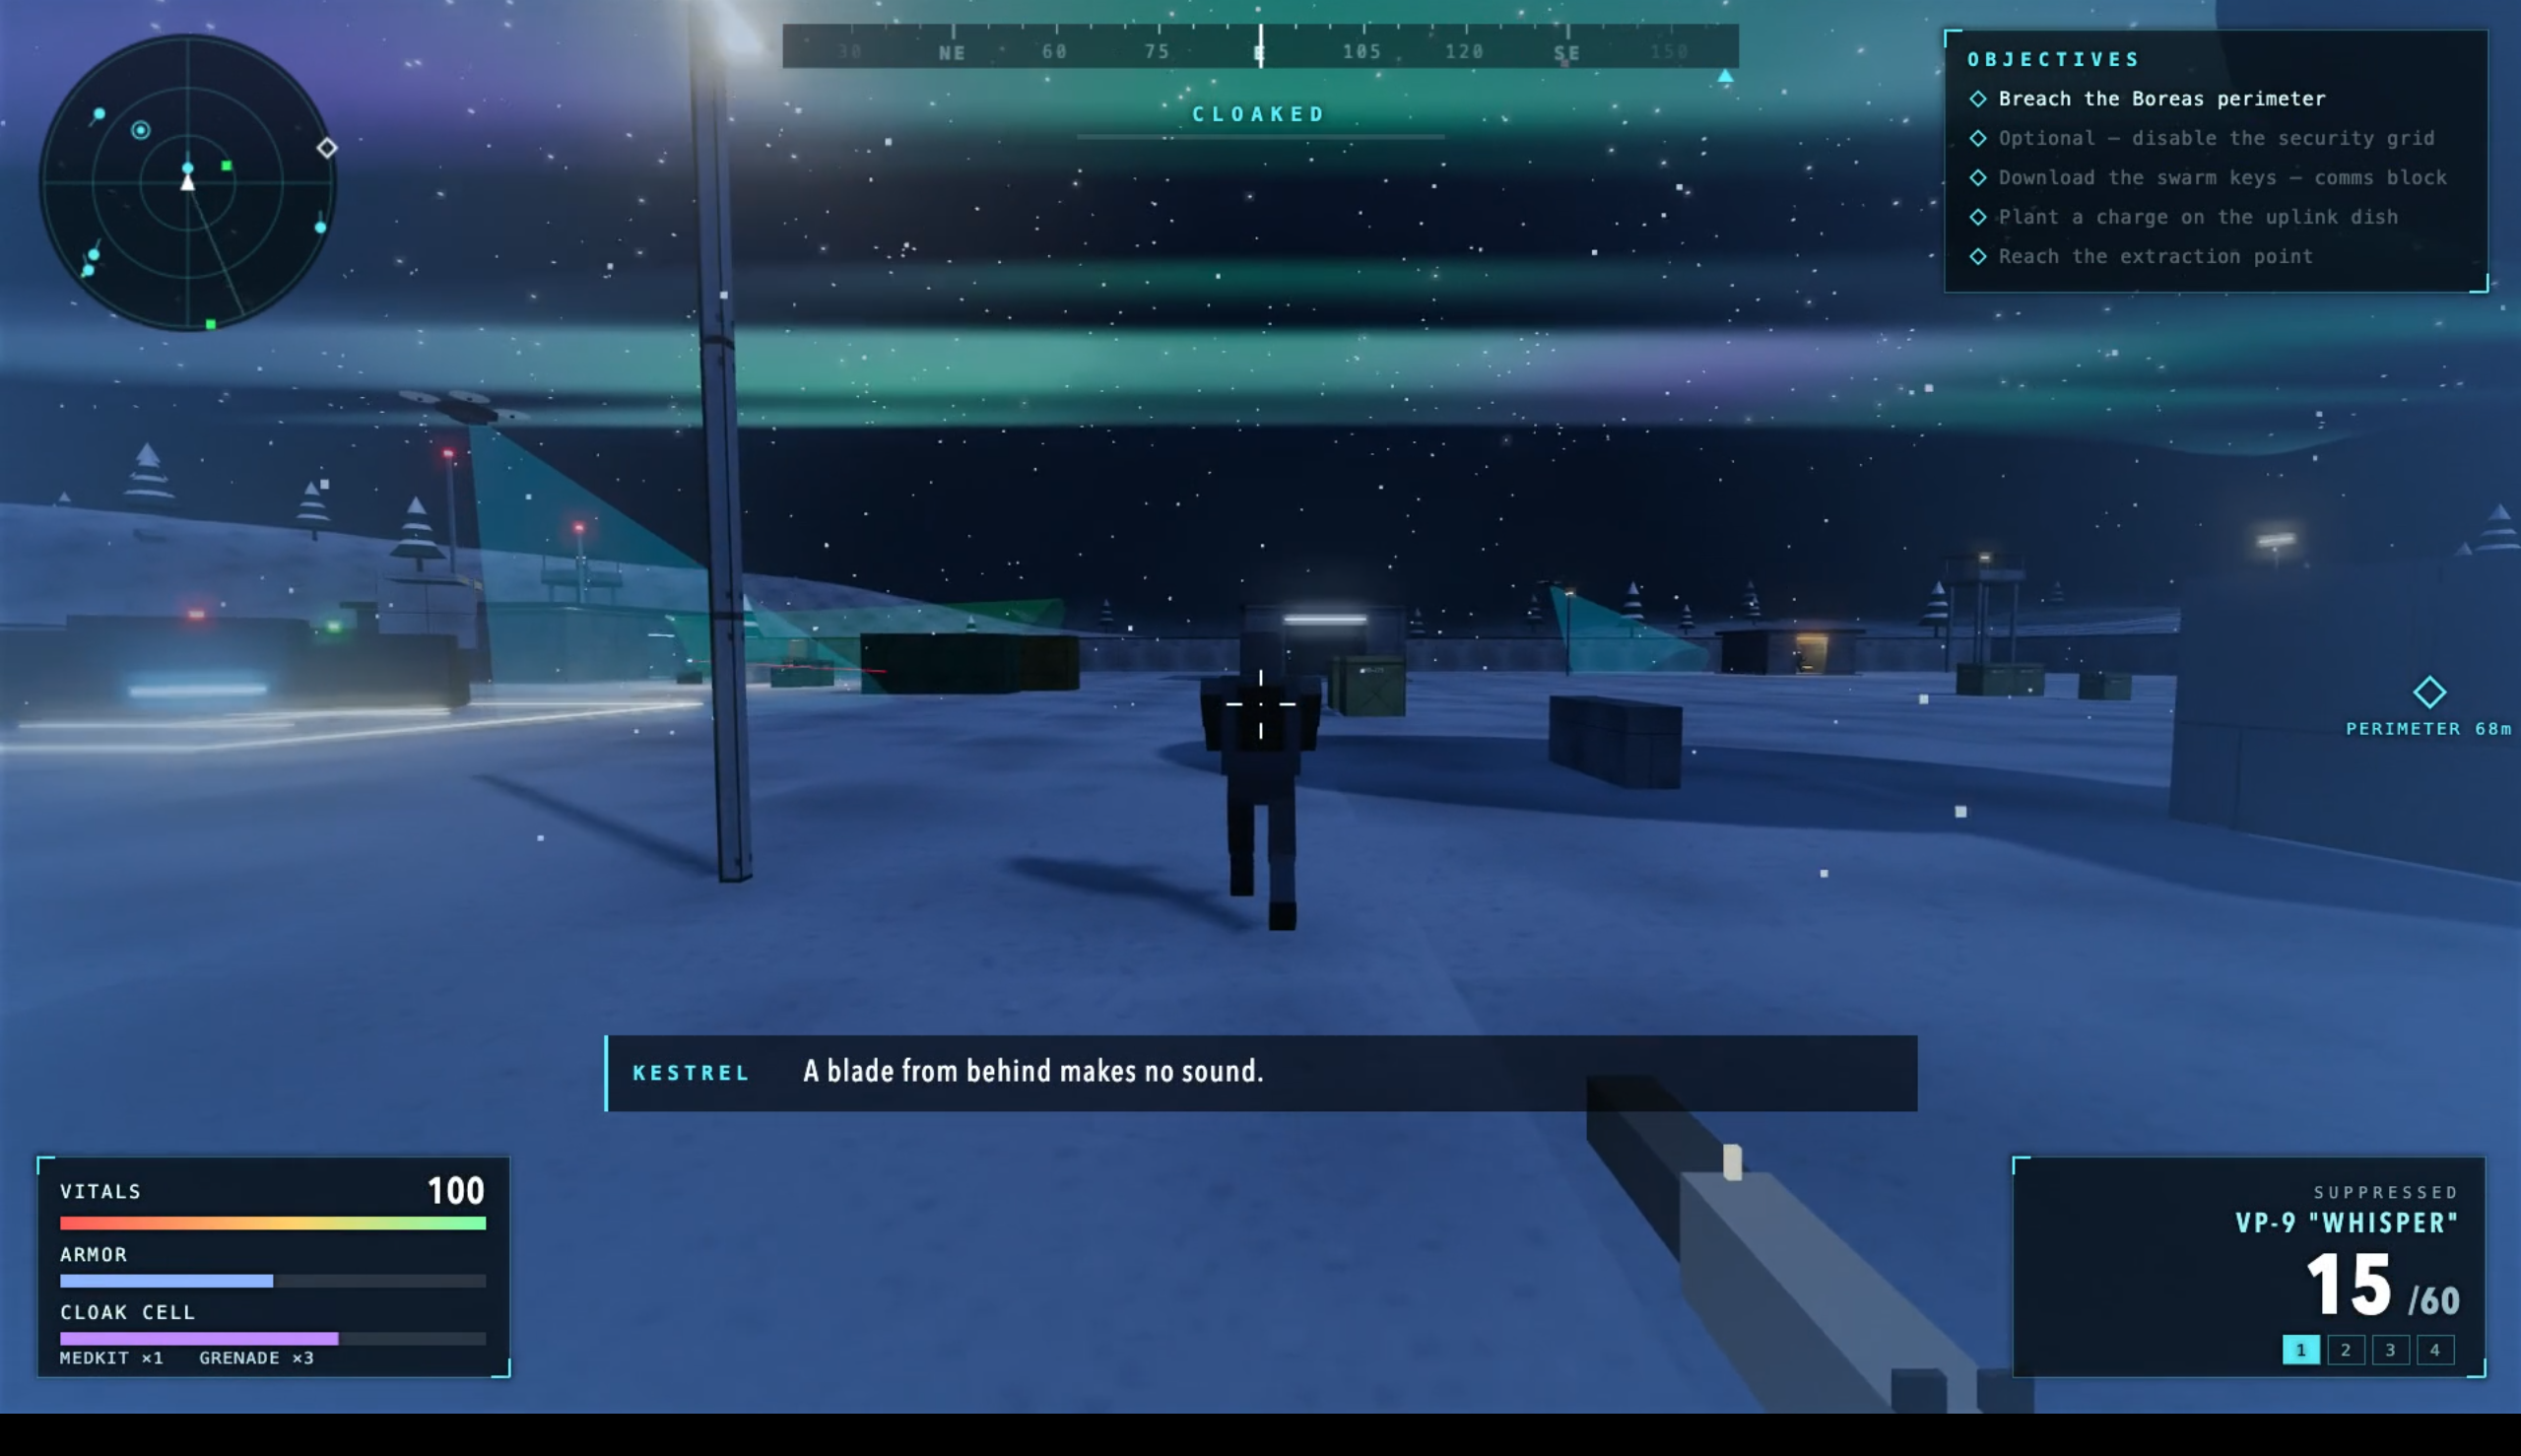 30 NE 60 75 E 105 120 SE 150
CLOAKED
OBJECTIVES
Breach the Boreas perimeter
Optional — disable the security grid
Download the swarm keys — comms block
Plant a charge on the uplink dish
Reach the extraction point
PERIMETER 68m
KESTREL A blade from behind makes no sound.
VITALS 100
ARMOR
CLOAK CELL
MEDKIT ×1 GRENADE ×3
SUPPRESSED
VP-9 "WHISPER"
15 /60
1 2 3 4